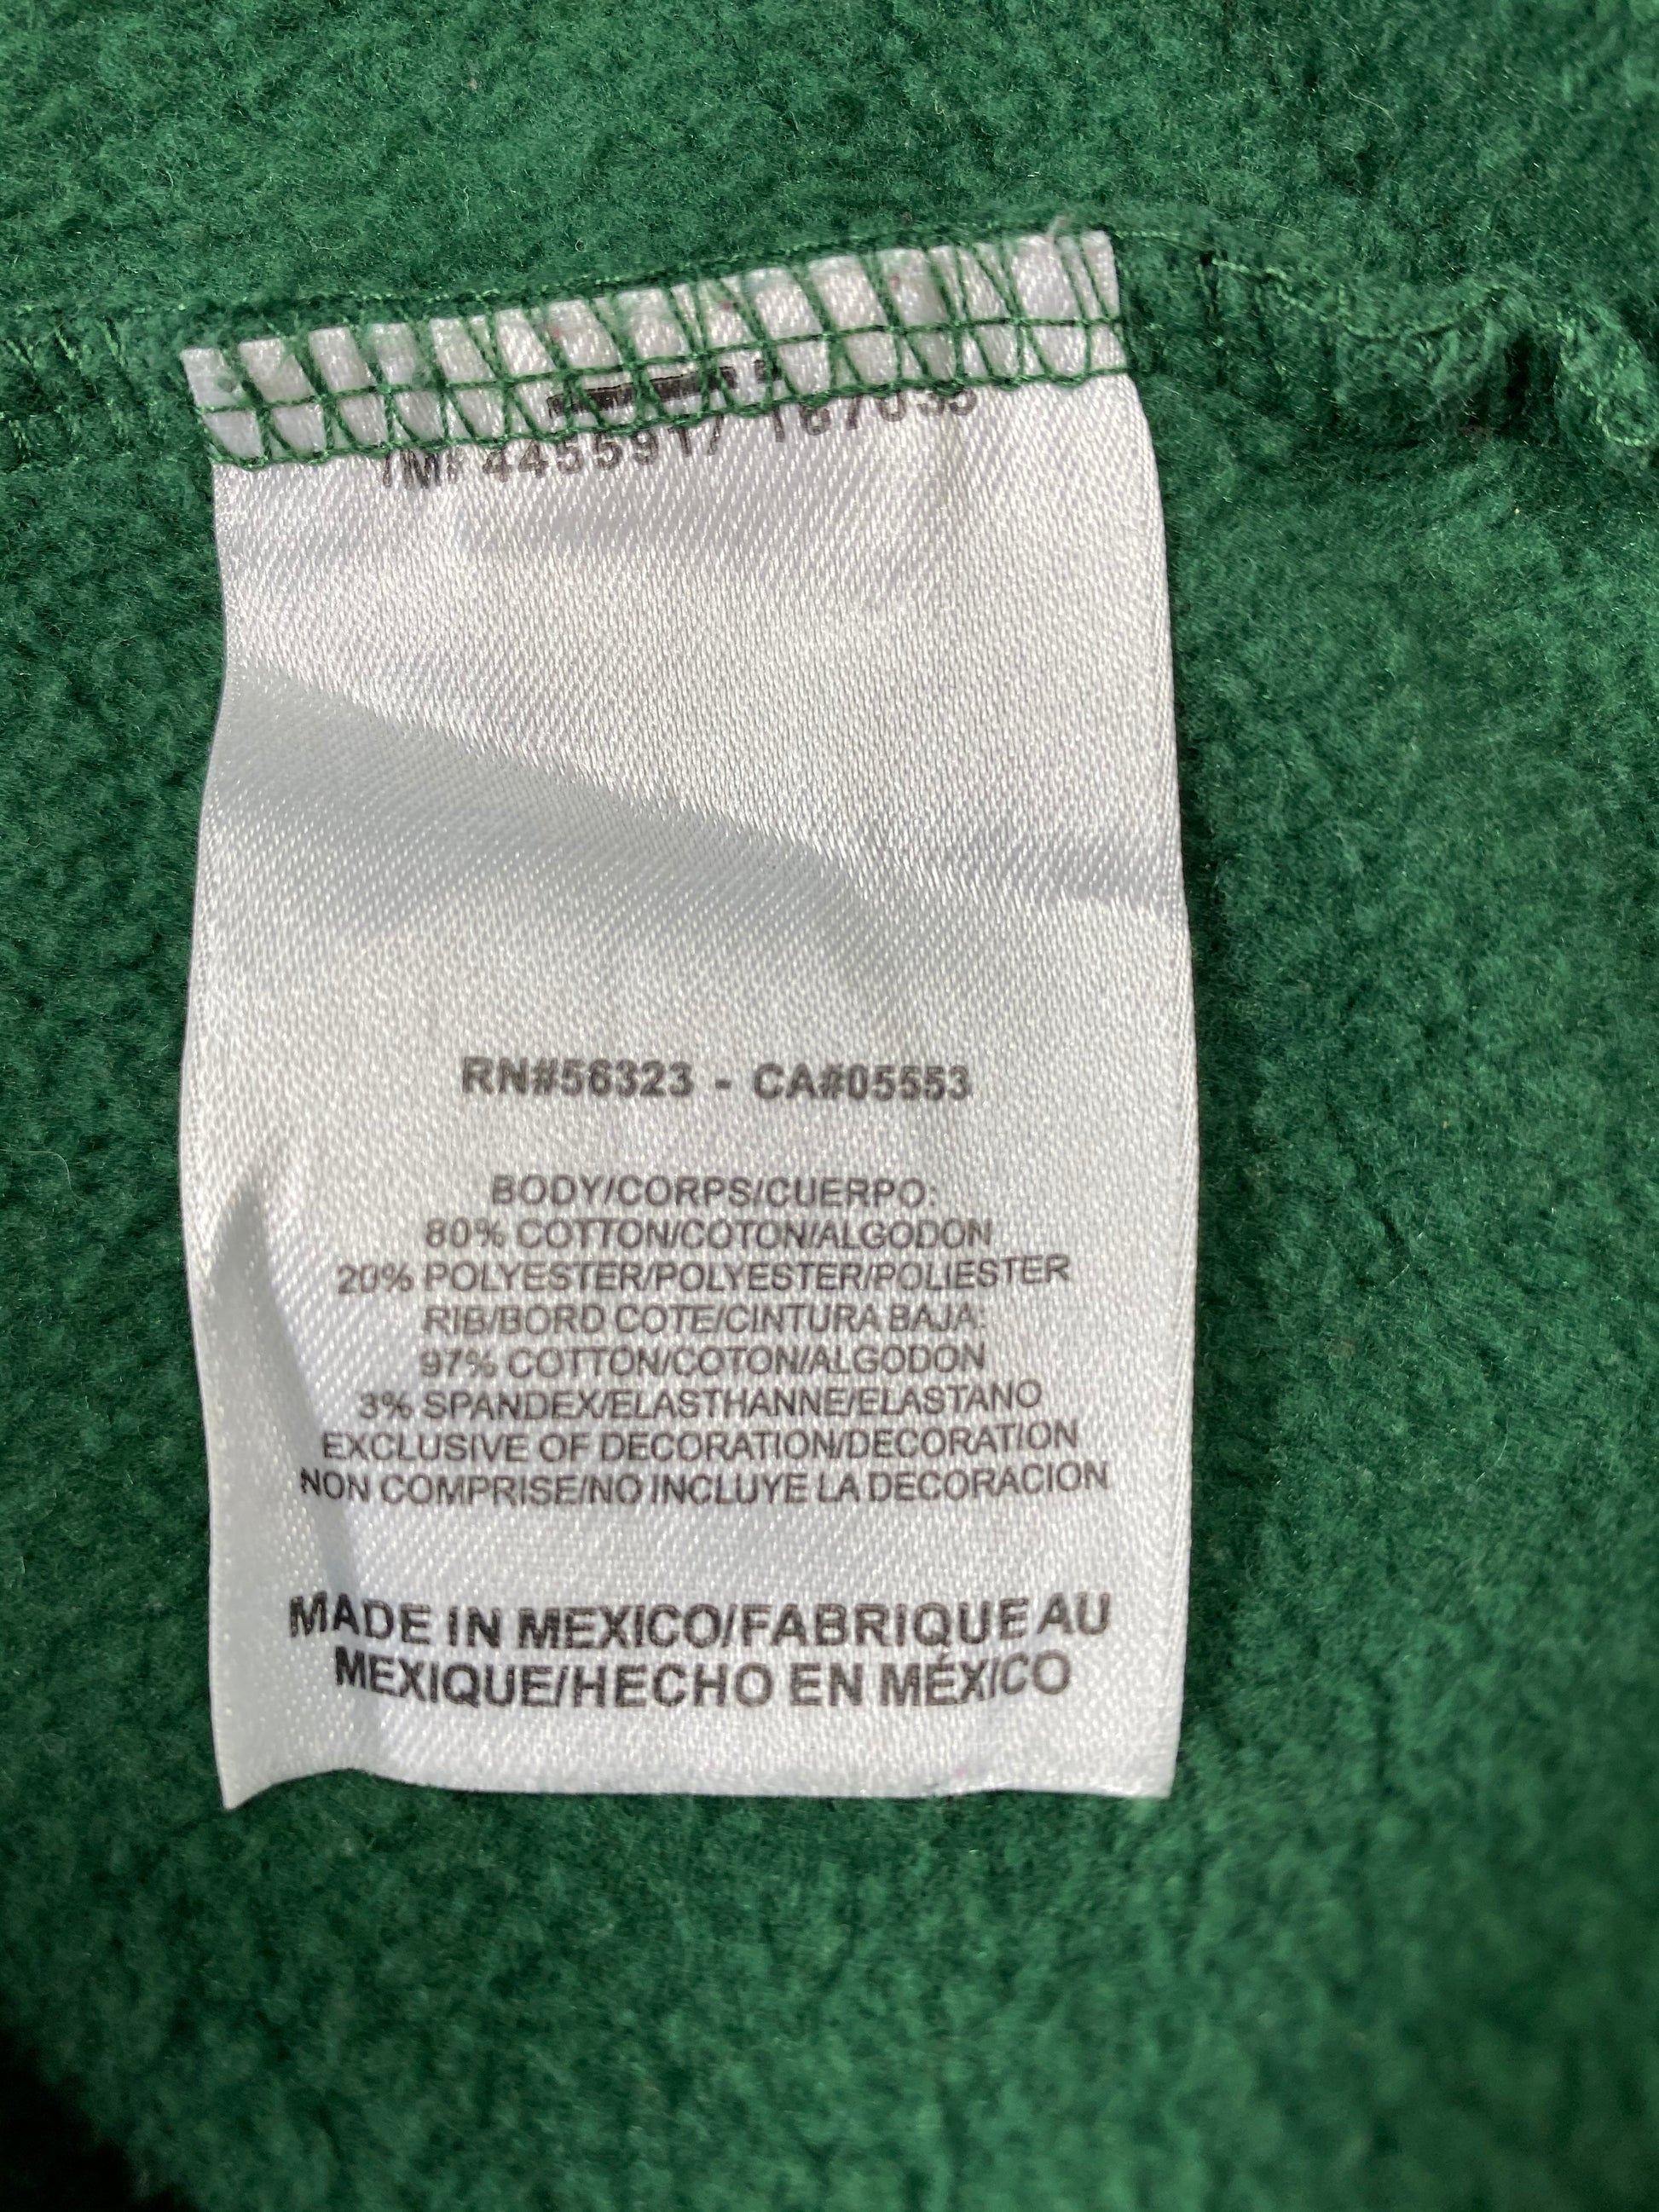 RN#56323 - CA#05553
BODY/CORPS/CUERPO:
80% COTTON/COTON/ALGODON
20% POLYESTER/POLYESTER/POLIESTER
RIB/BORD COTE/CINTURA BAJA:
97% COTTON/COTON/ALGODON
3% SPANDEX/ELASTHANNE/ELASTANO
EXCLUSIVE OF DECORATION/DECORATION
NON COMPRISE/NO INCLUYE LA DECORACION
MADE IN MEXICO/FABRIQUE AU
MEXIQUE/HECHO EN MÉXICO